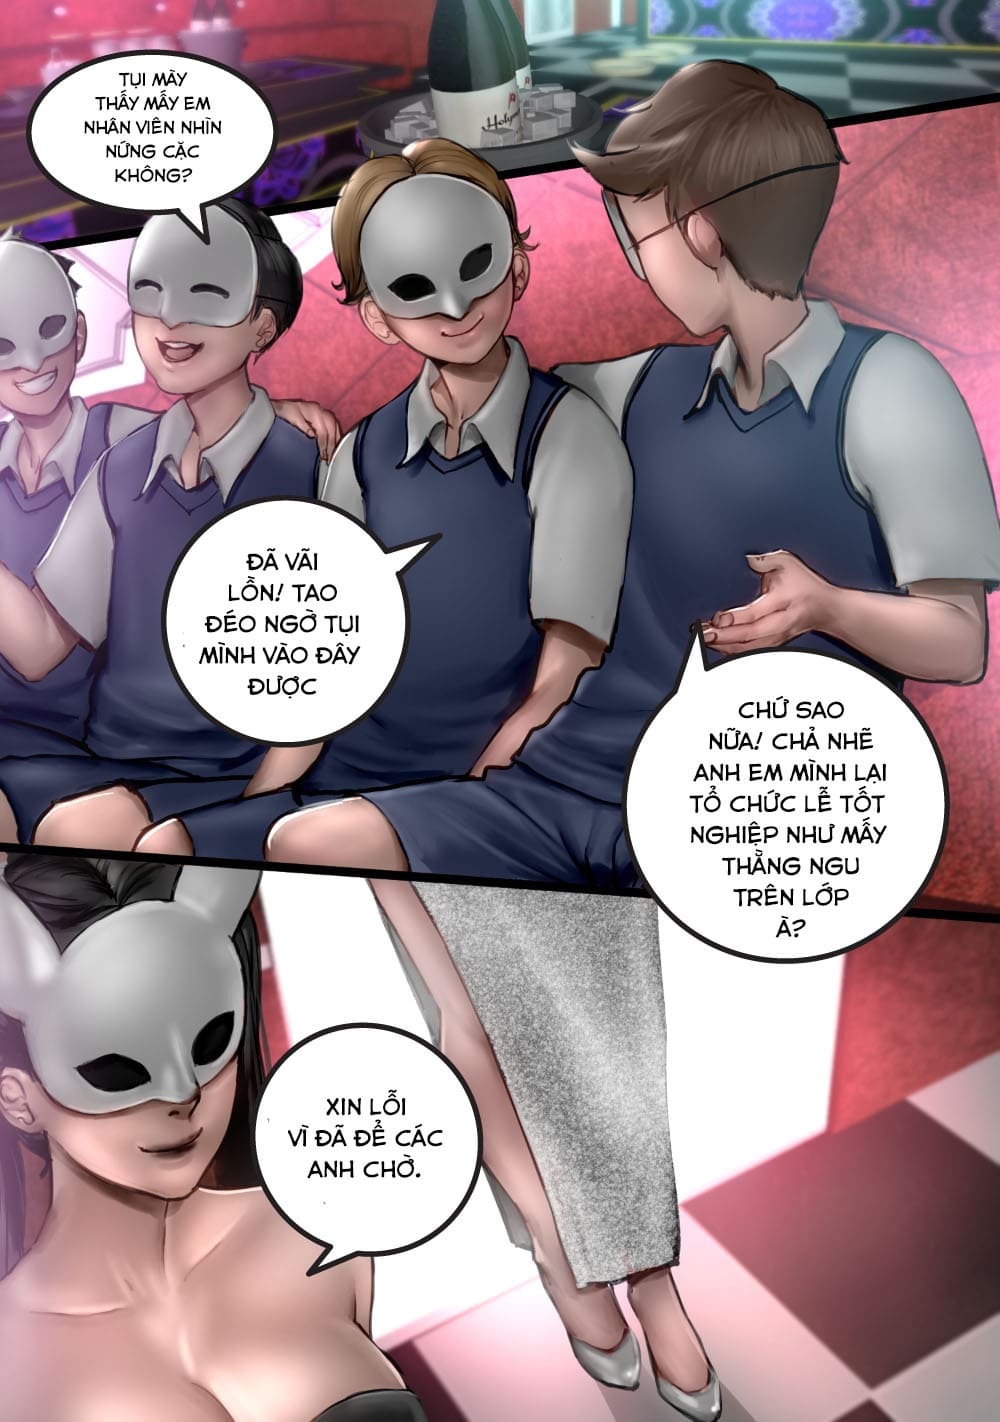 TỤI MÀY
THẤY MẤY EM
NHÂN VIÊN NHÌN
NỨNG CẶC
KHÔNG?
ĐÃ VÃI
LỒN! TAO
ĐÉO NGỜ TỤI
MÌNH VÀO ĐÂY
ĐƯỢC
CHỨ SAO
NỮA! CHẢ NHẼ
ANH EM MÌNH LẠI
TỔ CHỨC LỄ TỐT
NGHIỆP NHƯ MẤY
THẰNG NGU
TRÊN LỚP
À?
XIN LỖI
VÌ ĐÃ ĐỂ CÁC
ANH CHỜ.